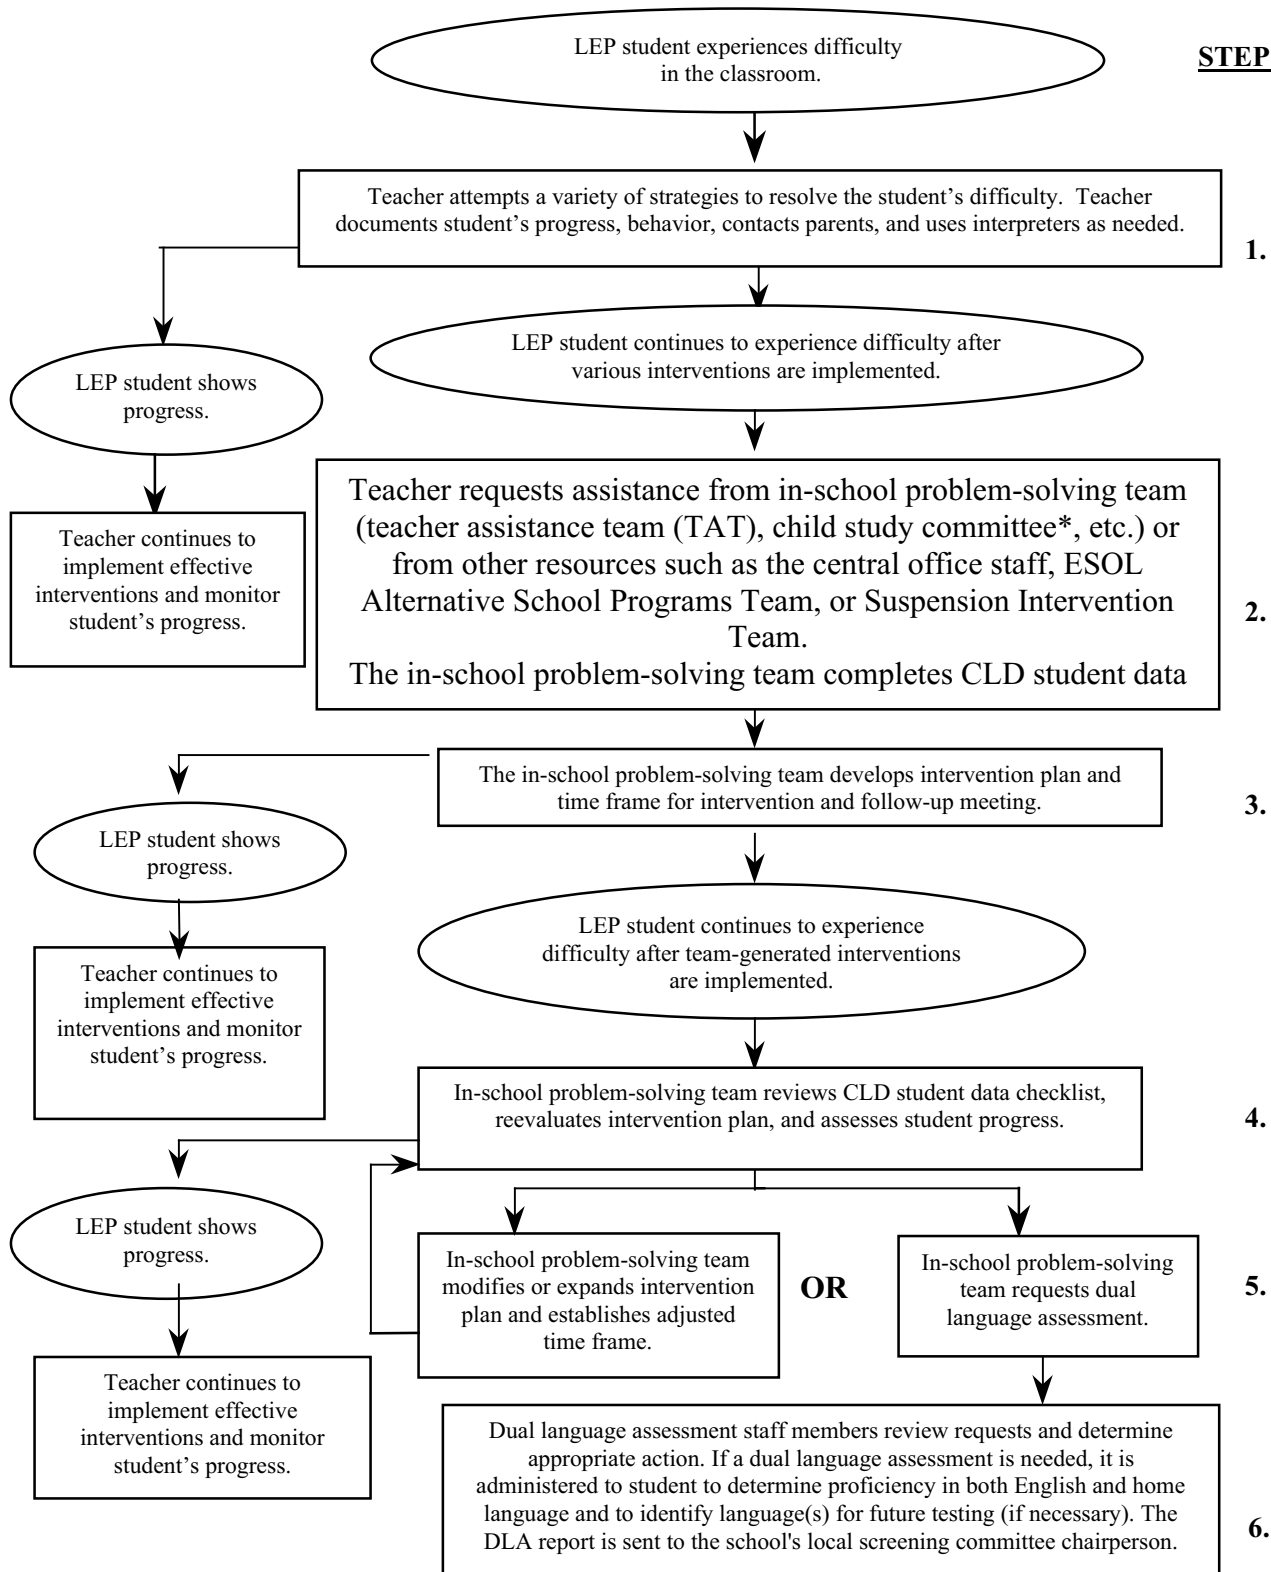 LEP student experiences difficulty
in the classroom.
STEP
Teacher attempts a variety of strategies to resolve the student’s difficulty.  Teacher
documents student’s progress, behavior, contacts parents, and uses interpreters as needed.
1.
LEP student continues to experience difficulty after
various interventions are implemented.
LEP student shows
progress.
Teacher continues to
implement effective
interventions and monitor
student’s progress.
Teacher requests assistance from in-school problem-solving team
(teacher assistance team (TAT), child study committee*, etc.) or
from other resources such as the central office staff, ESOL
Alternative School Programs Team, or Suspension Intervention
Team.
The in-school problem-solving team completes CLD student data
2.
The in-school problem-solving team develops intervention plan and
time frame for intervention and follow-up meeting.
3.
LEP student shows
progress.
Teacher continues to
implement effective
interventions and monitor
student’s progress.
LEP student continues to experience
difficulty after team-generated interventions
are implemented.
In-school problem-solving team reviews CLD student data checklist,
reevaluates intervention plan, and assesses student progress.
4.
LEP student shows
progress.
Teacher continues to
implement effective
interventions and monitor
student’s progress.
In-school problem-solving team
modifies or expands intervention
plan and establishes adjusted
time frame.
OR
In-school problem-solving
team requests dual
language assessment.
5.
Dual language assessment staff members review requests and determine
appropriate action. If a dual language assessment is needed, it is
administered to student to determine proficiency in both English and home
language and to identify language(s) for future testing (if necessary). The
DLA report is sent to the school's local screening committee chairperson.
6.